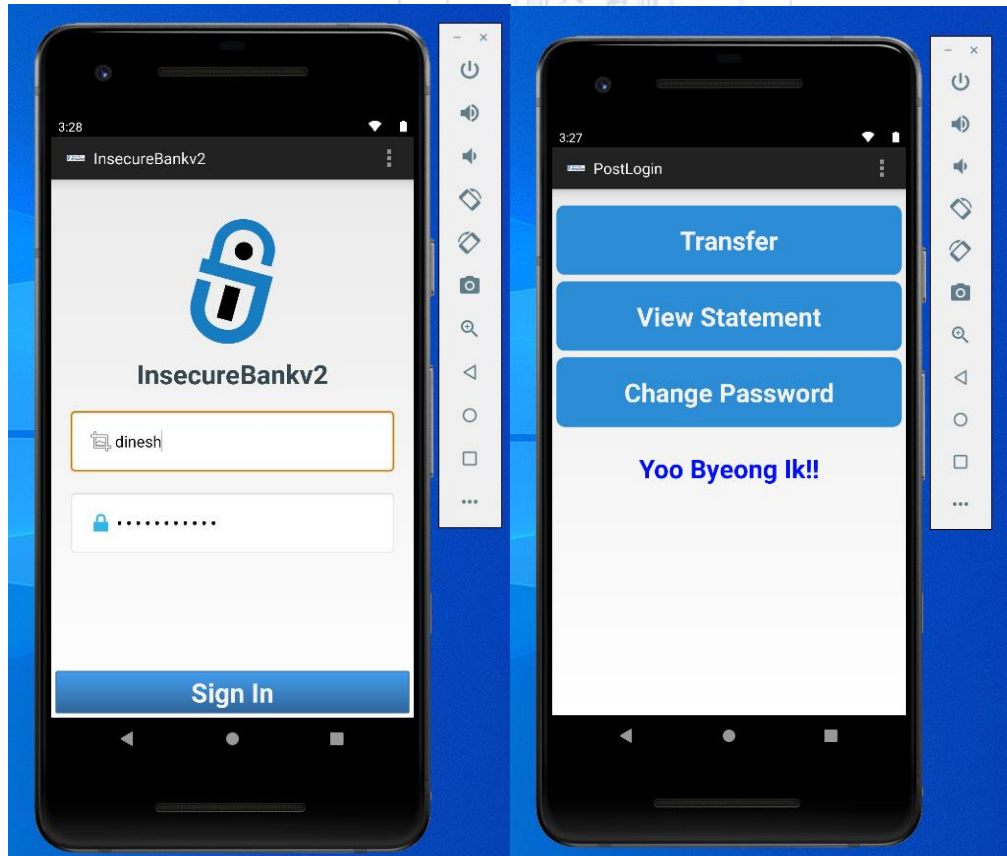 3:28
InsecureBankv2
InsecureBankv2
dinesh
Sign In
3:27
PostLogin
Transfer
View Statement
Change Password
Yoo Byeong Ik!!